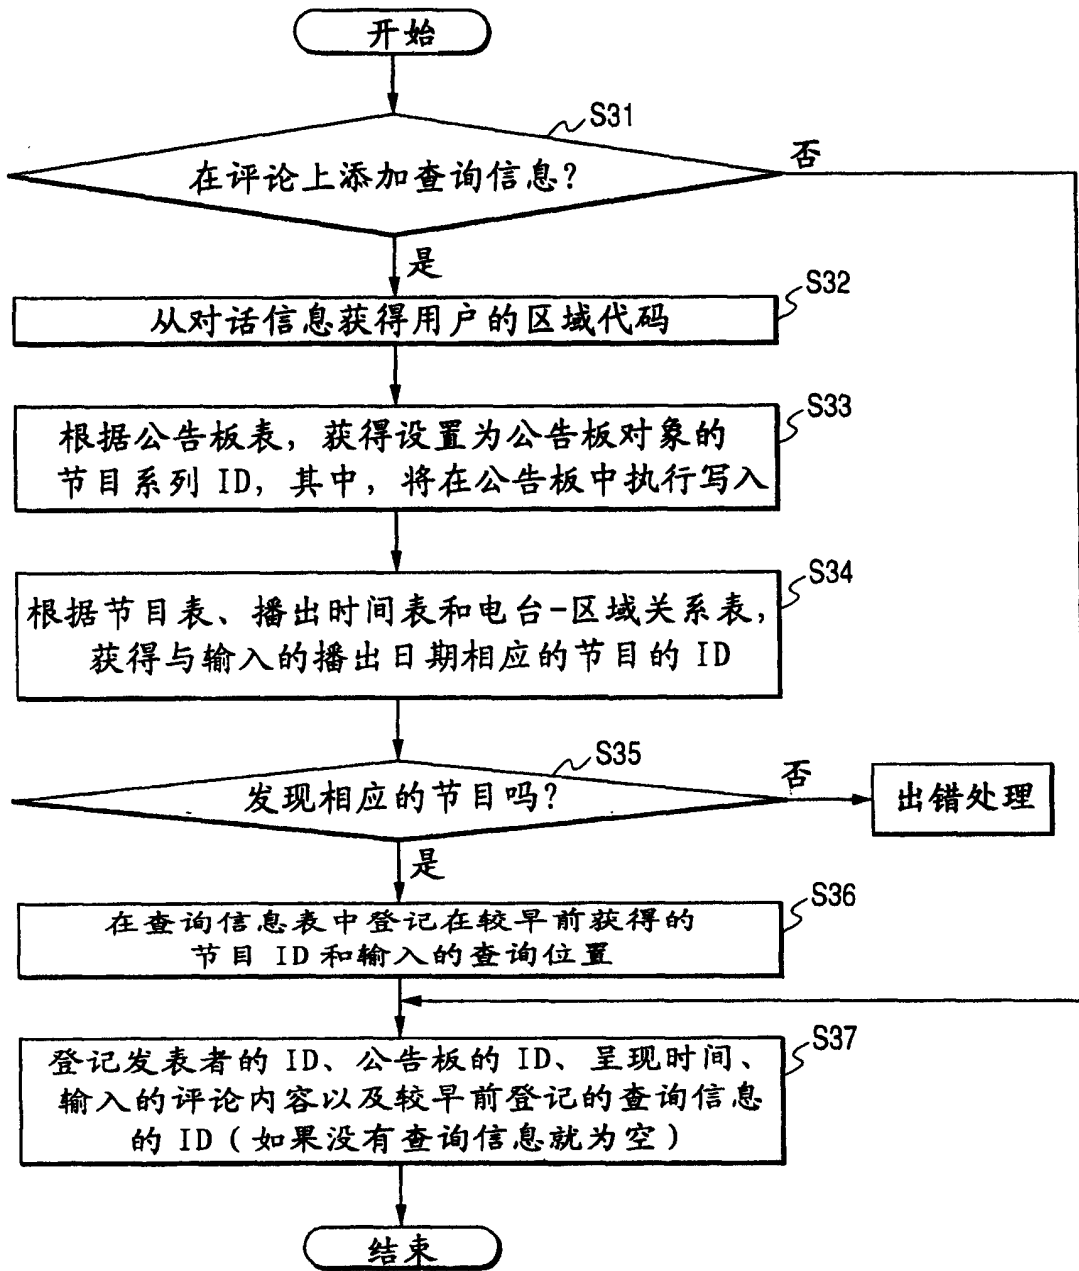 开始
S31
在评论上添加查询信息?
否
是
S32
从对话信息获得用户的区域代码
S33
根据公告板表，获得设置为公告板对象的
节目系列 ID，其中，将在公告板中执行写入
S34
根据节目表、播出时间表和电台-区域关系表，
获得与输入的播出日期相应的节目的 ID
S35
发现相应的节目吗?
否
出错处理
是
S36
在查询信息表中登记在较早前获得的
节目 ID 和输入的查询位置
S37
登记发表者的 ID、公告板的 ID、呈现时间、
输入的评论内容以及较早前登记的查询信息
的 ID (如果没有查询信息就为空)
结束